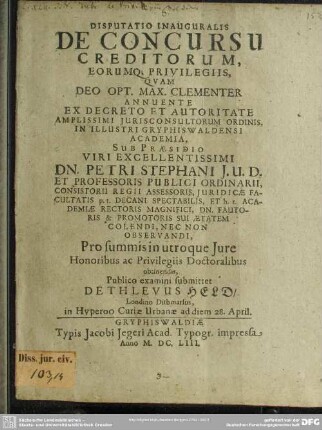 DISPUTATIO INAUGURALIS
DE CONCURSU
CREDITORUM,
EORUMQ; PRIVILEGIIS,
QVAM
DEO OPT. MAX. CLEMENTER
ANNUENTE
EX DECRETO ET AUTORITATE
AMPLISSIMI JURISCONSULTORUM ORDINIS,
IN ILLUSTRI GRYPHISWALDENSI
ACADEMIA,
SUB PRÆSIDIO
VIRI EXCELLENTISSIMI
DN. PETRI STEPHANI J. U. D.
ET PROFESSORIS PUBLICI ORDINARII,
CONSISTORII REGII ASSESSORIS, JURIDICÆ FA-
CULTATIS p. t. DECANI SPECTABILIS, ET h. t. ACA-
DEMIÆ RECTORIS MAGNIFICI, DN. FAUTO-
RIS & PROMOTORIS SUI ÆTATEM
COLENDI, NEC NON
OBSERVANDI,
Pro summis in utroque Jure
Honoribus ac Privilegiis Doctoralibus
obtinendis,
Publico examini submittet
DETHLEVUS HELD/
Londino Dithmarsus,
in Hyperoo Curiæ Urbanæ ad diem 28. April.
GRYPHISWALDIÆ
Typis Jacobi Jegeri Acad. Typogr. impressa
Anno M. DC. LIII.
Diss. jur. civ.
103,14
DFG